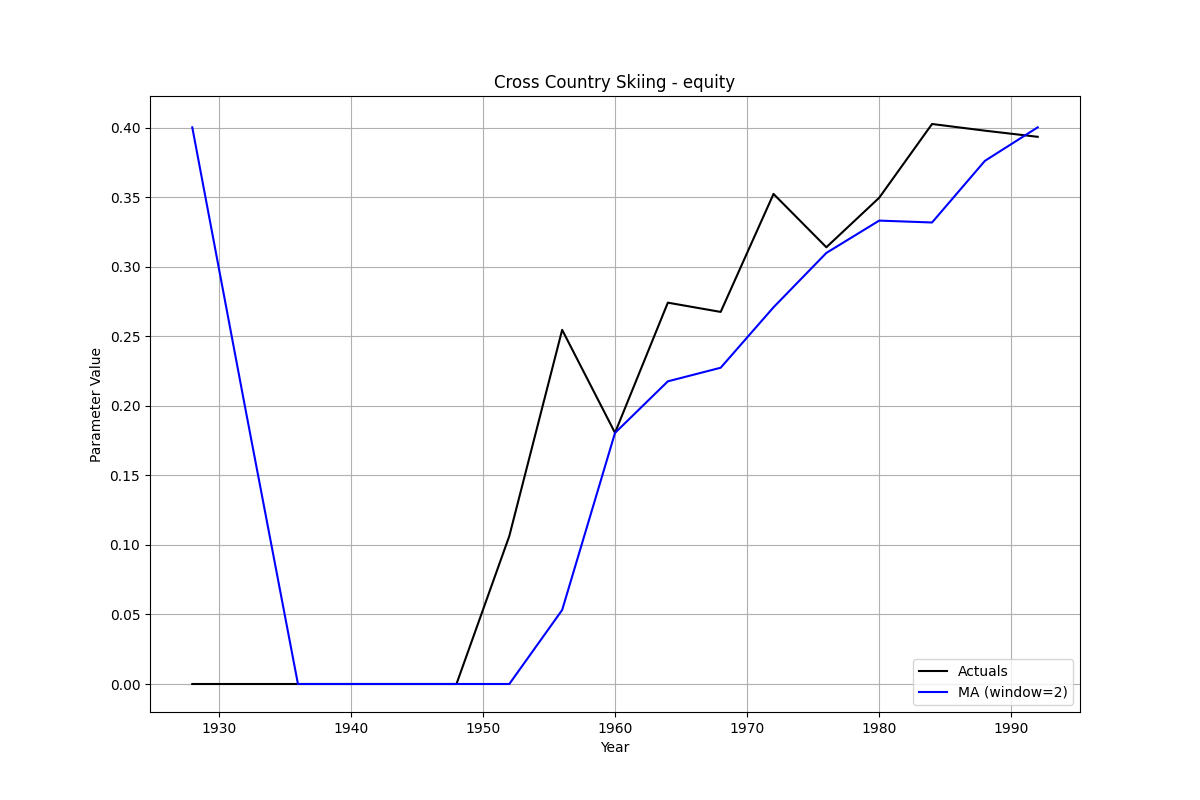 Cross Country Skiing - equity
Parameter Value
0.40
0.35
0.30
0.25
0.20
0.15
0.10
0.05
0.00
Actuals
MA (window=2)
1930 1940 1950 1960 1970 1980 1990
Year